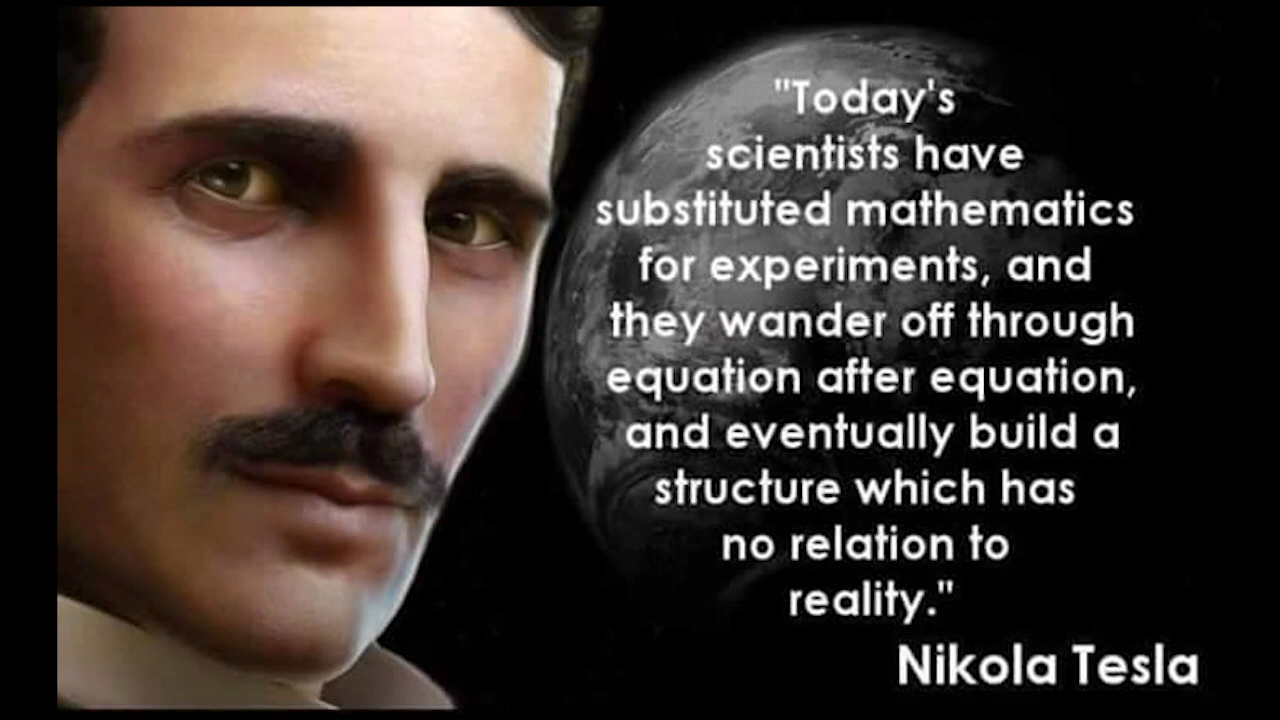 "Today's
scientists have
substituted mathematics
for experiments, and
they wander off through
equation after equation,
and eventually build a
structure which has
no relation to
reality."
Nikola Tesla